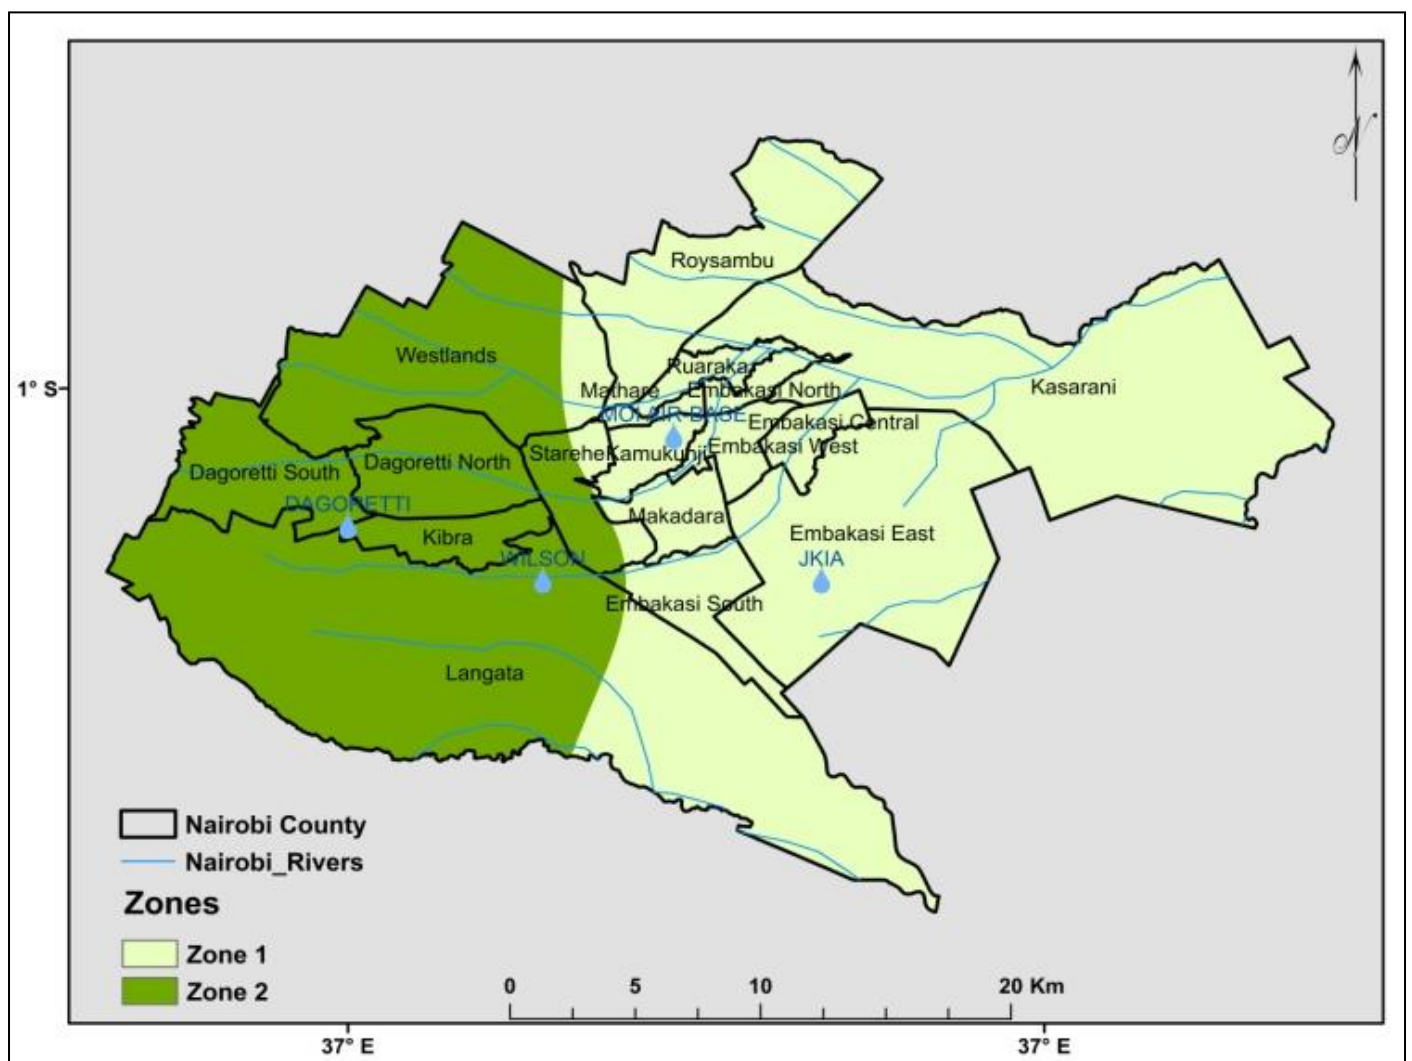 N
Roysambu
Westlands
Ruaraka
Mathare
Embakasi North
Kasarani
1° S
MOI AIR BASE
Embakasi Central
Starehe
Kamukunji
Embakasi West
Dagoretti South
Dagoretti North
DAGORETTI
Makadara
Kibra
Embakasi East
WILSON
JKIA
Embakasi South
Langata
Nairobi County
Nairobi_Rivers
Zones
Zone 1
Zone 2
0 5 10 20 Km
37° E 37° E